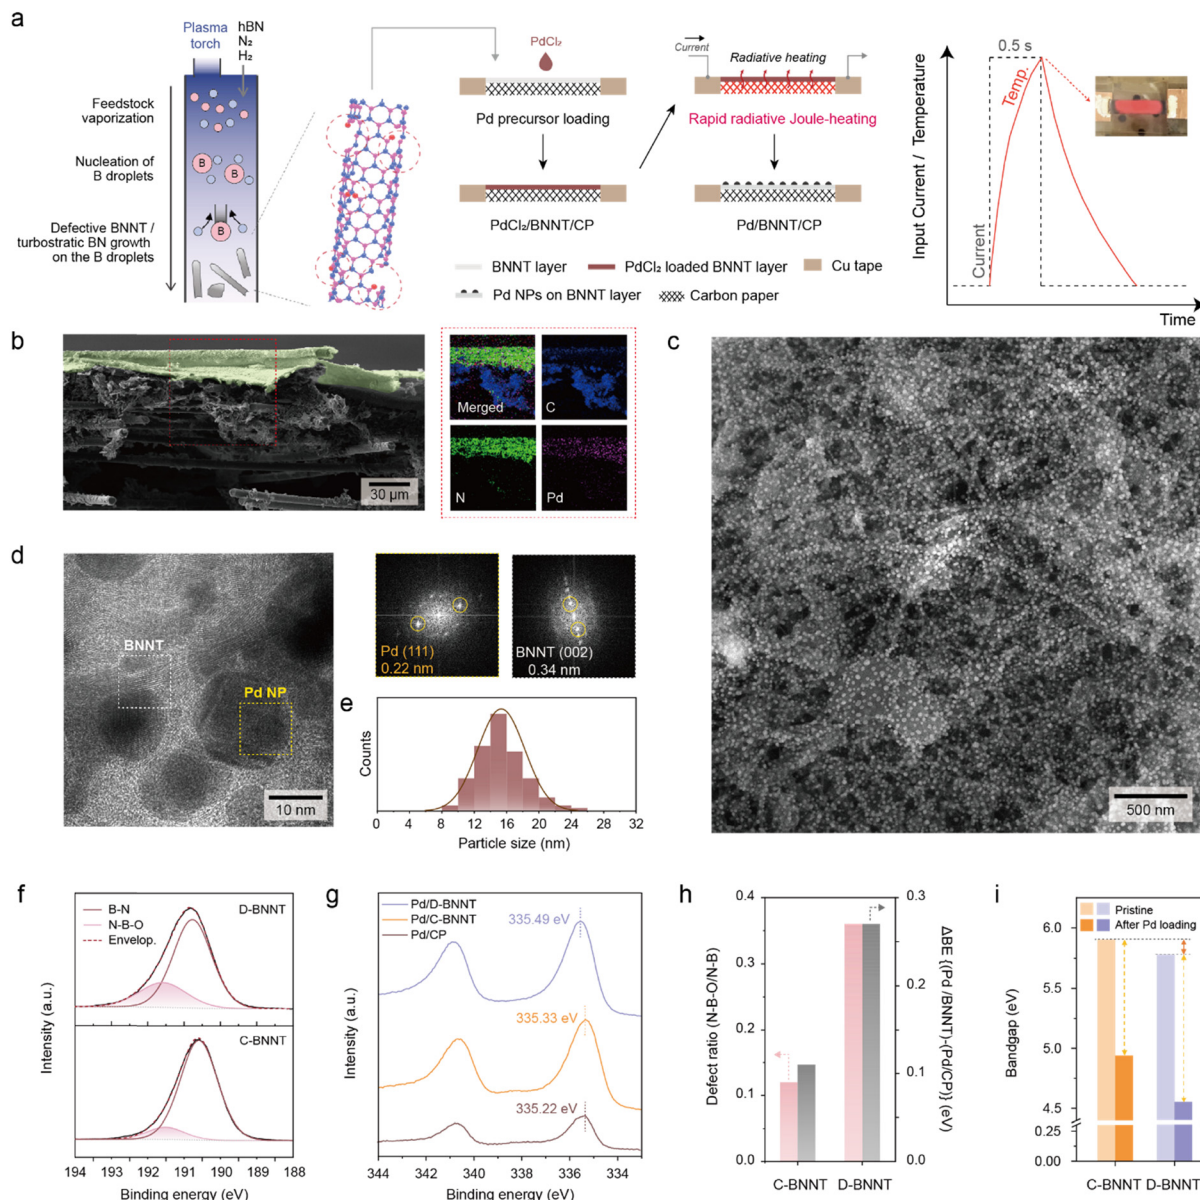 a
Plasma
torch
hBN
N₂
H₂
Feedstock
vaporization
Nucleation of
B droplets
Defective BNNT /
turbostratic BN growth
on the B droplets
B
B
B
PdCl₂
Pd precursor loading
PdCl₂/BNNT/CP
Current
Radiative heating
Rapid radiative Joule-heating
Pd/BNNT/CP
BNNT layer
PdCl₂ loaded BNNT layer
Cu tape
Pd NPs on BNNT layer
Carbon paper
Input Current / Temperature
0.5 s
Temp.
Current
Time
b
30 µm
Merged
C
N
Pd
c
500 nm
d
BNNT
Pd NP
10 nm
Pd (111)
0.22 nm
BNNT (002)
0.34 nm
e
Counts
0 4 8 12 16 20 24 28 32
Particle size (nm)
f
B-N
N-B-O
Envelop.
D-BNNT
C-BNNT
Intensity (a.u.)
194 193 192 191 190 189 188
Binding energy (eV)
g
Pd/D-BNNT
Pd/C-BNNT
Pd/CP
335.49 eV
335.33 eV
335.22 eV
Intensity (a.u.)
344 342 340 338 336 334
Binding energy (eV)
h
Defect ratio (N-B-O/N-B)
0.4
0.3
0.2
0.1
0.0
0.3
0.2
0.1
0.0
ΔBE {(Pd /BNNT)-(Pd/CP)} (eV)
C-BNNT D-BNNT
i
Pristine
After Pd loading
Bandgap (eV)
6.0
5.5
5.0
4.5
0.25
0.00
C-BNNT D-BNNT